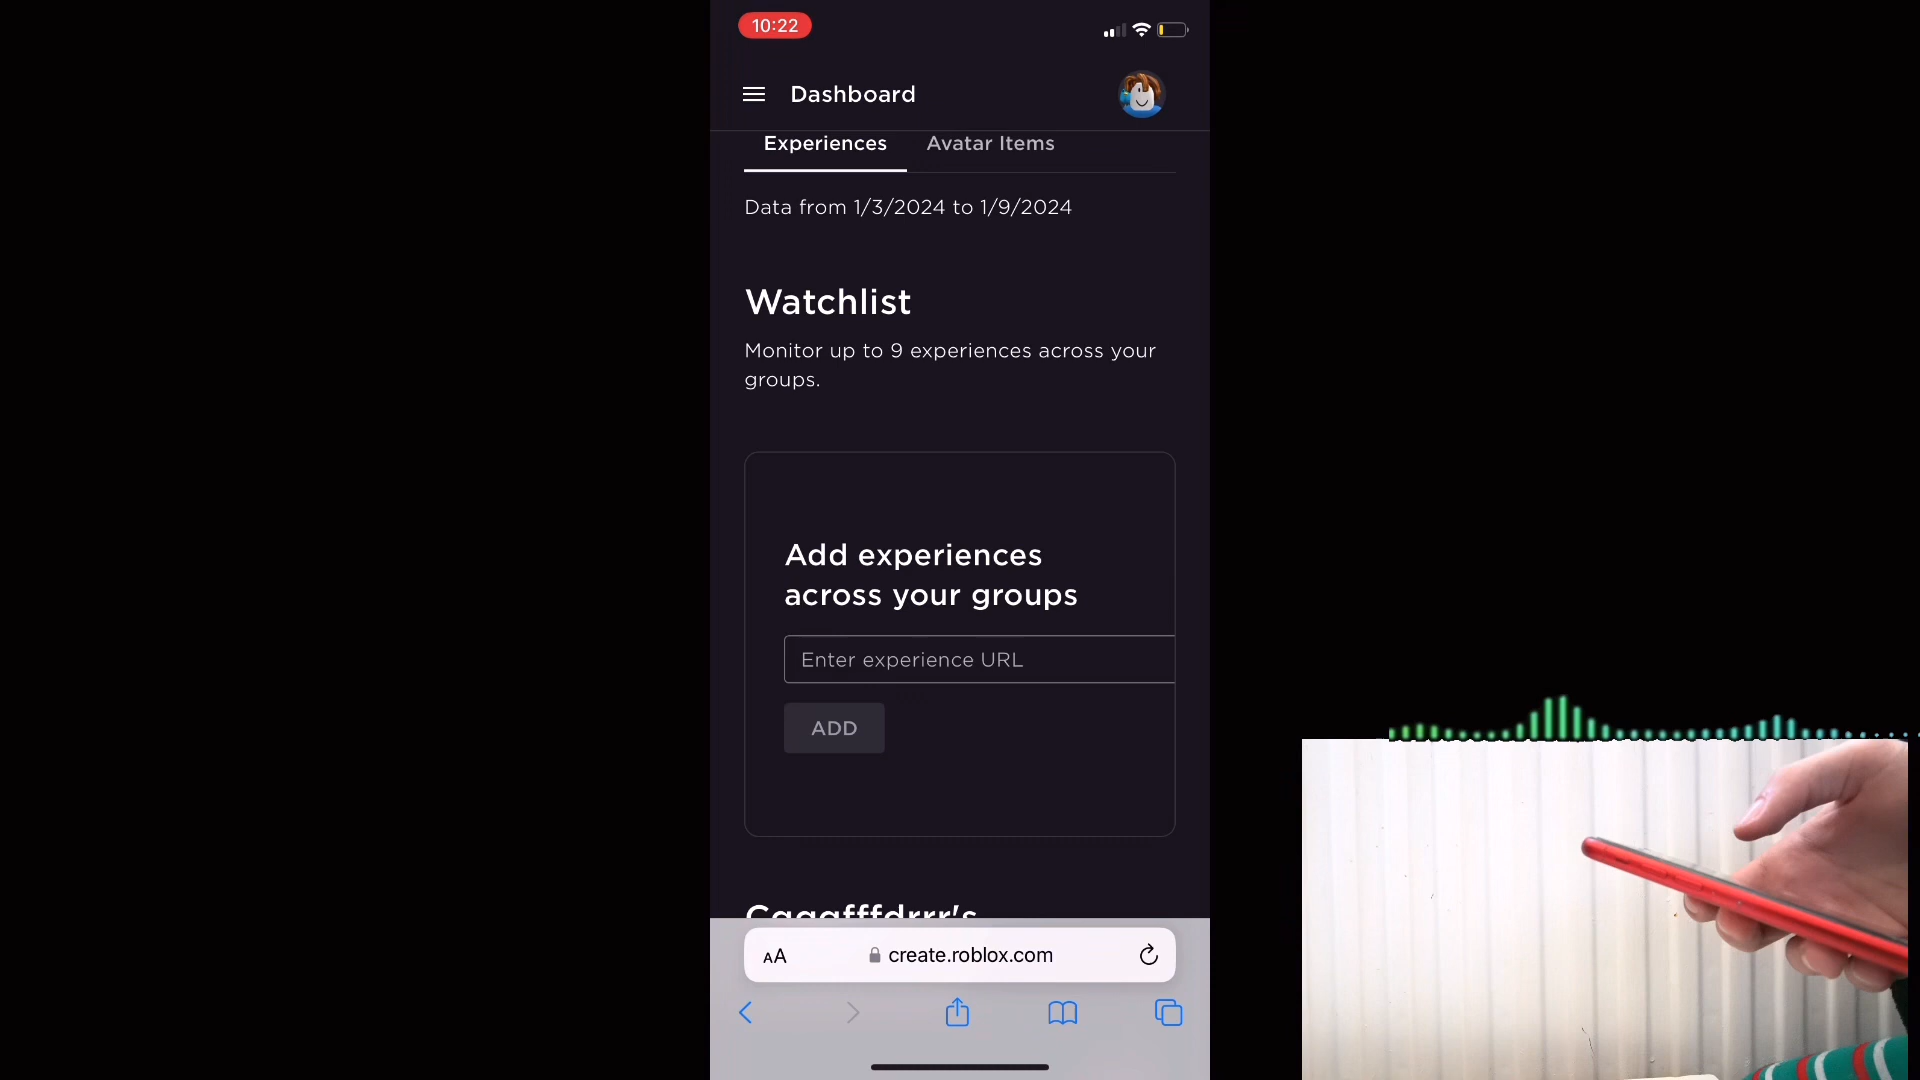 10:22
Dashboard
Experiences Avatar Items
Data from 1/3/2024 to 1/9/2024
Watchlist
Monitor up to 9 experiences across your
groups.
Add experiences
across your groups
Enter experience URL
ADD
AA create.roblox.com